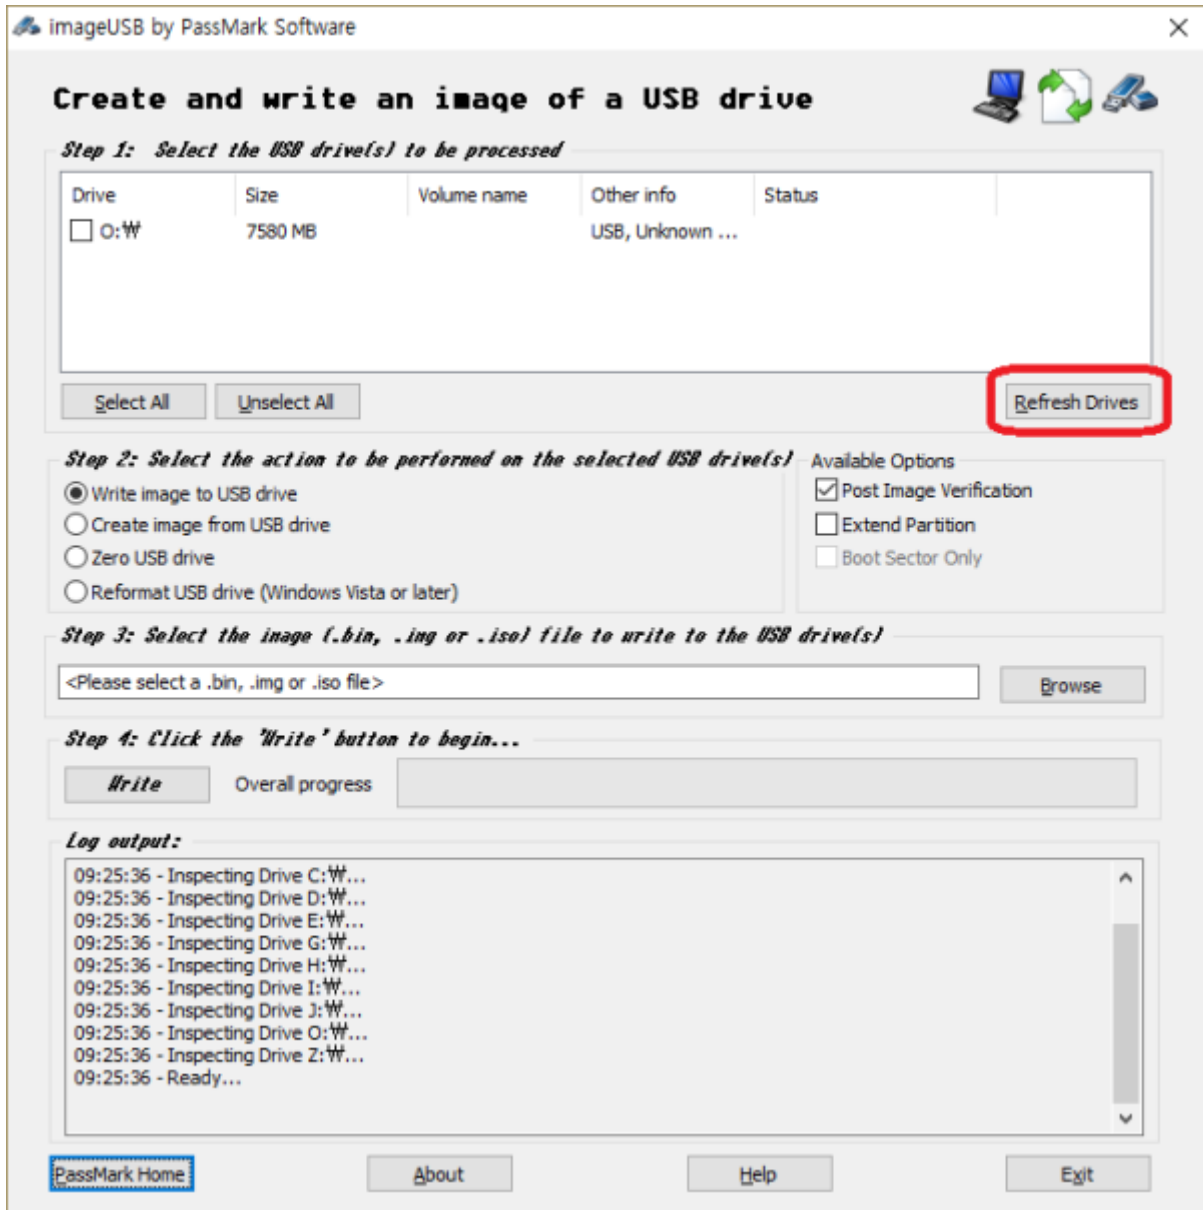 imageUSB by PassMark Software
Create and write an image of a USB drive
Step 1: Select the USB drive(s) to be processed
Drive Size Volume name Other info Status
O:₩ 7580 MB USB, Unknown ...
Select All Unselect All Refresh Drives
Step 2: Select the action to be performed on the selected USB drive(s) Available Options
Write image to USB drive Post Image Verification
Create image from USB drive Extend Partition
Zero USB drive Boot Sector Only
Reformat USB drive (Windows Vista or later)
Step 3: Select the image (.bin, .img or .iso) file to write to the USB drive(s)
<Please select a .bin, .img or .iso file> Browse
Step 4: Click the 'Write' button to begin...
Write Overall progress
Log output:
09:25:36 - Inspecting Drive C:₩...
09:25:36 - Inspecting Drive D:₩...
09:25:36 - Inspecting Drive E:₩...
09:25:36 - Inspecting Drive G:₩...
09:25:36 - Inspecting Drive H:₩...
09:25:36 - Inspecting Drive I:₩...
09:25:36 - Inspecting Drive J:₩...
09:25:36 - Inspecting Drive O:₩...
09:25:36 - Inspecting Drive Z:₩...
09:25:36 - Ready...
PassMark Home About Help Exit